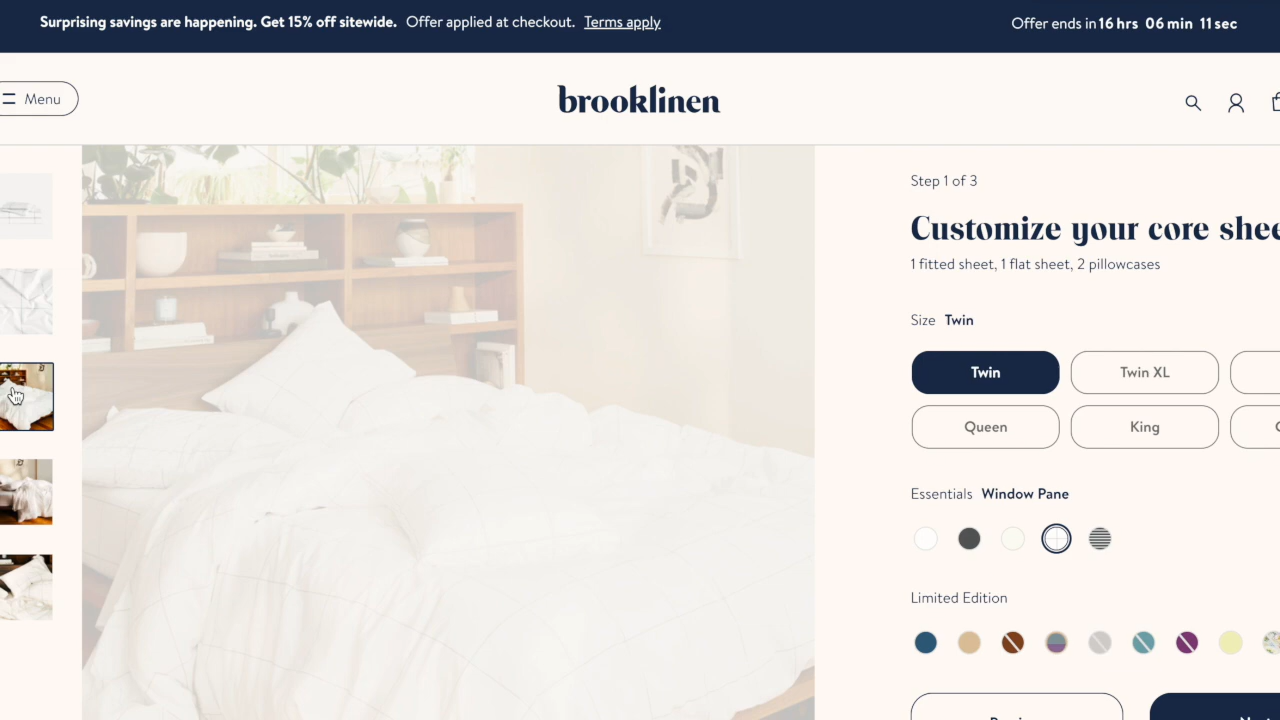 Surprising savings are happening. Get 15% off sitewide. Offer applied at checkout. Terms apply
Offer ends in 16 hrs 06 min 11 sec
Menu
brooklinen
Step 1 of 3
Customize your core
1 fitted sheet, 1 flat sheet, 2 pillowcases
Size Twin
Twin
Twin XL
Queen
King
Essentials Window Pane
Limited Edition